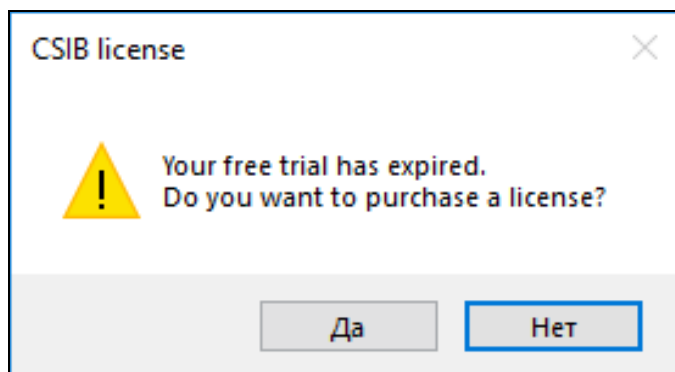 CSIB license
Your free trial has expired.
Do you want to purchase a license?
Да
Нет